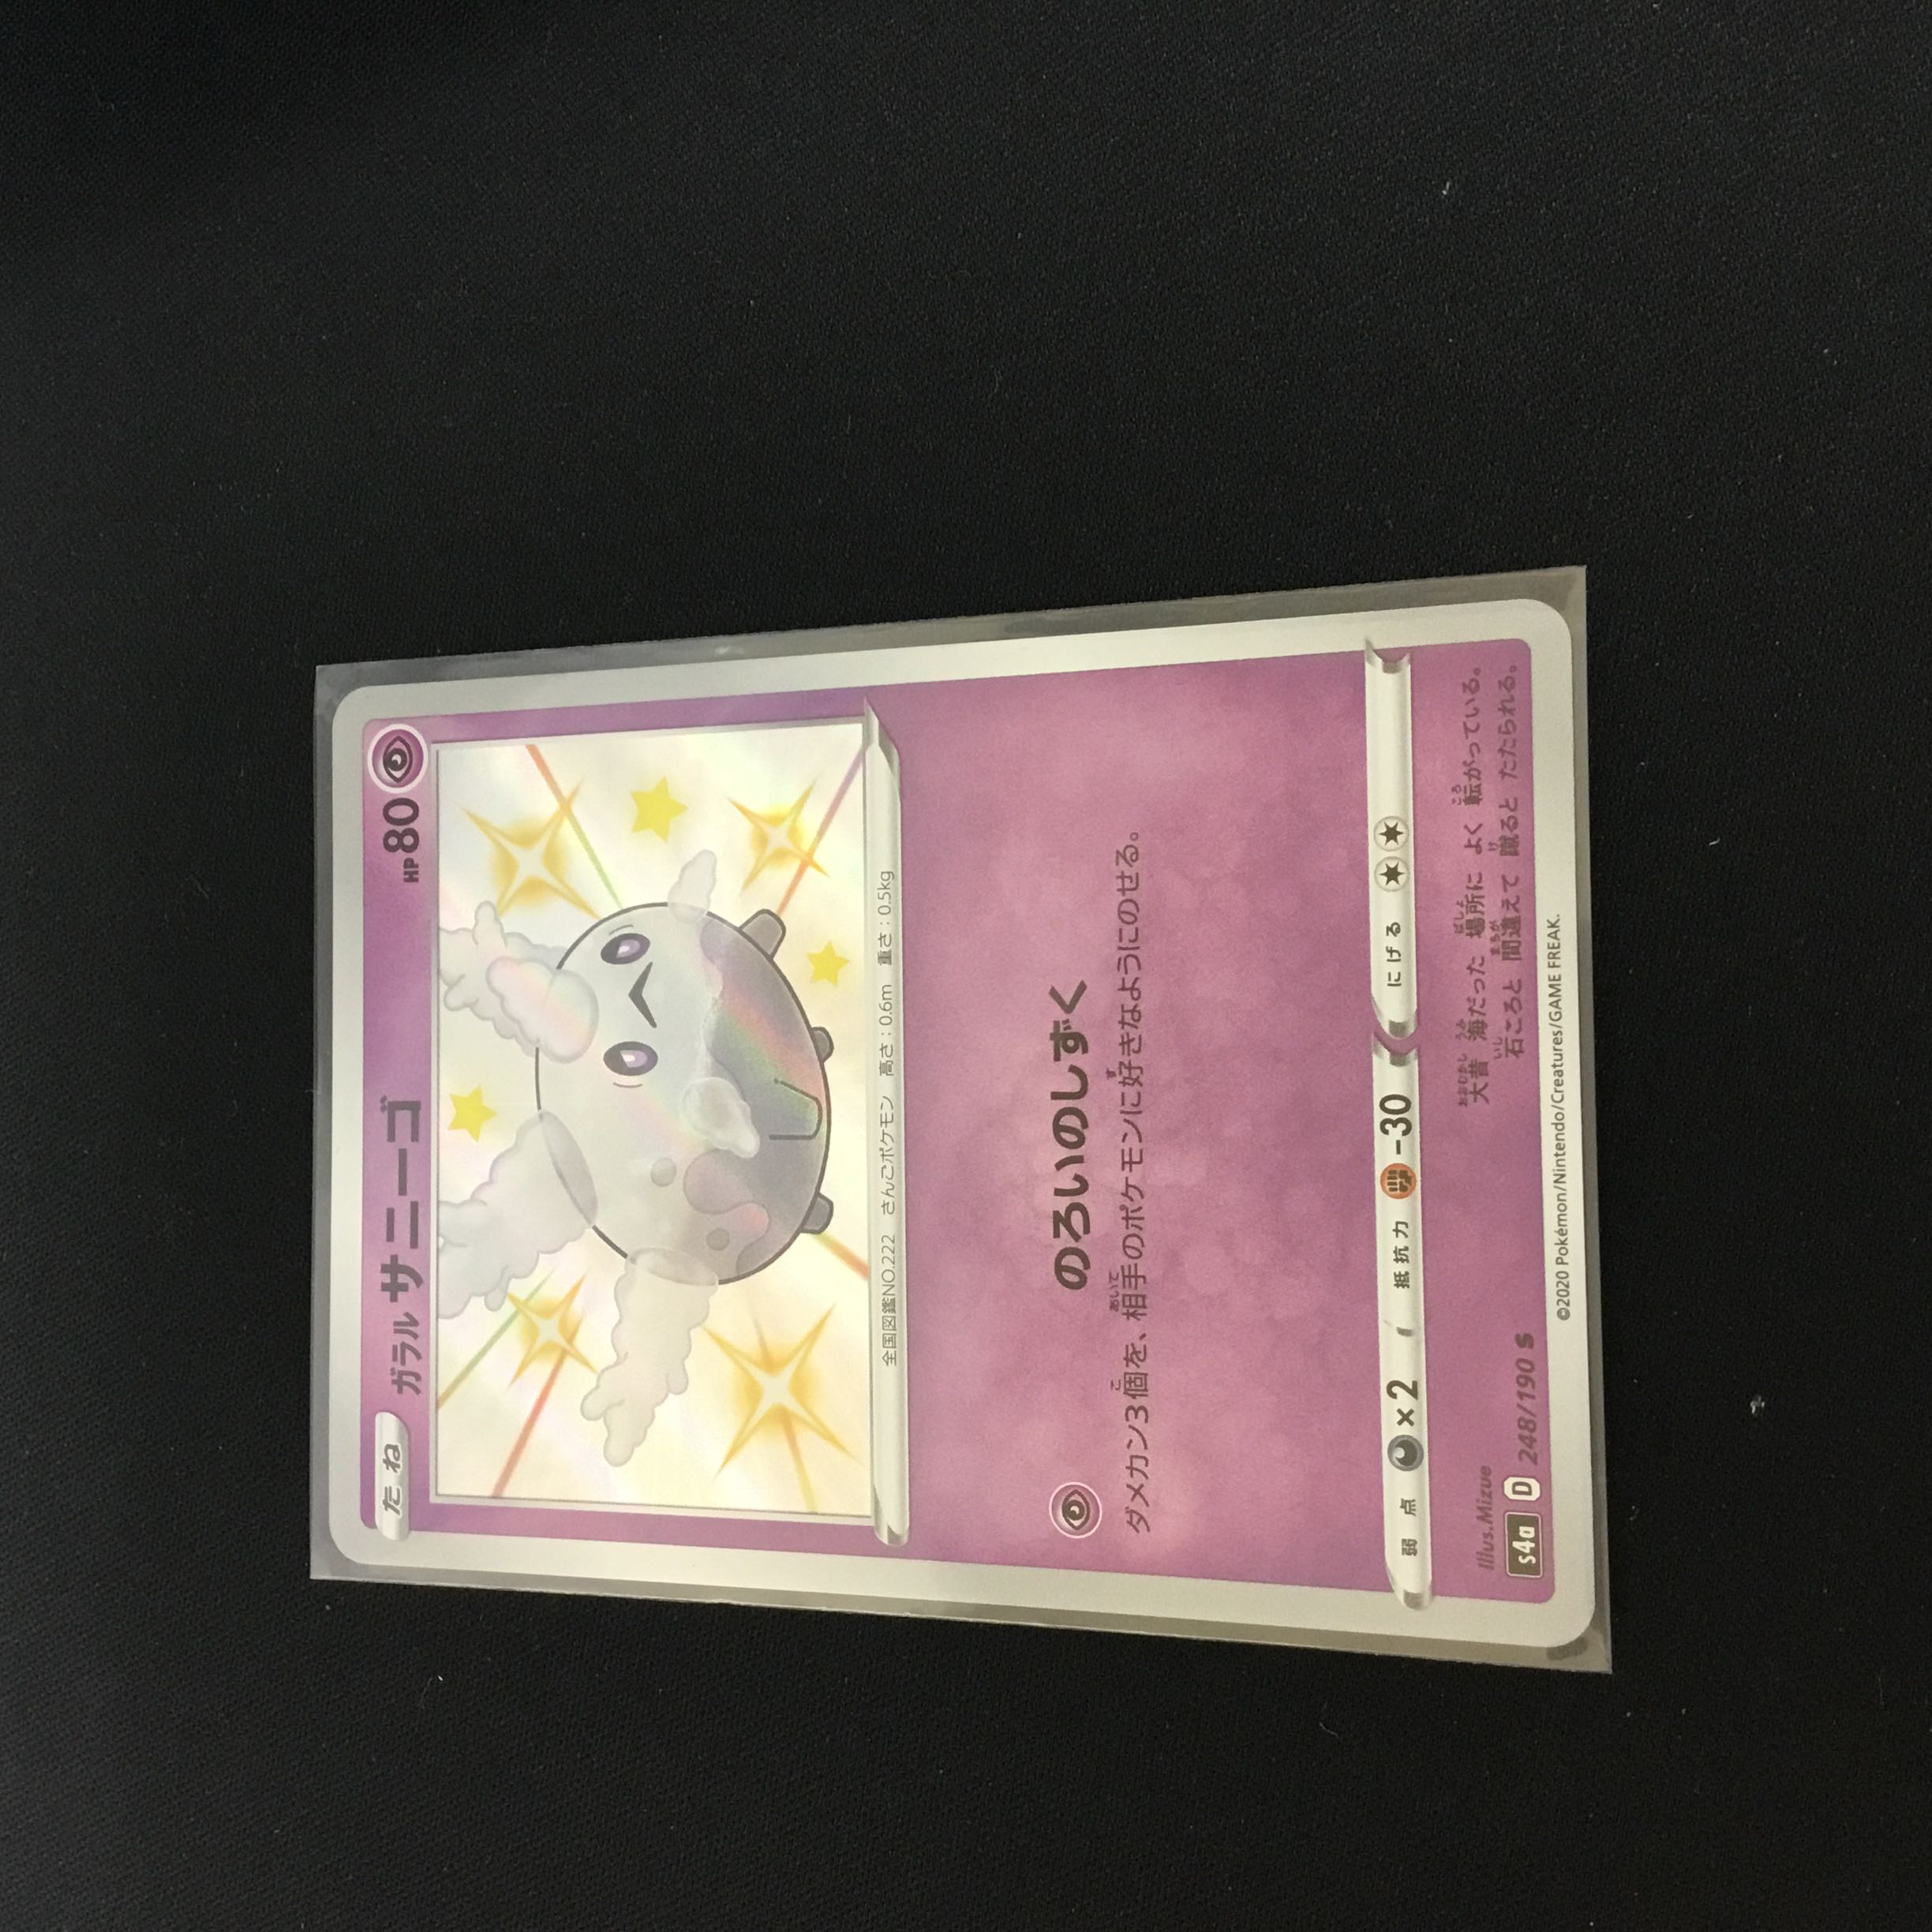 たね ガラル サニーゴ HP80
全国図鑑NO.222 さんごポケモン 高さ：0.6m 重さ：0.5kg
のろいのしずく
ダメカン3個を、相手のポケモンに好きなようにのせる。
弱点 ×2 抵抗力 -30 にげる
Illus.Mizue
大昔 海だった 場所に よく 転がっている。
石ころと 間違えて 蹴ると たたられる。
s4a D 248/190 S
©2020 Pokémon/Nintendo/Creatures/GAME FREAK.